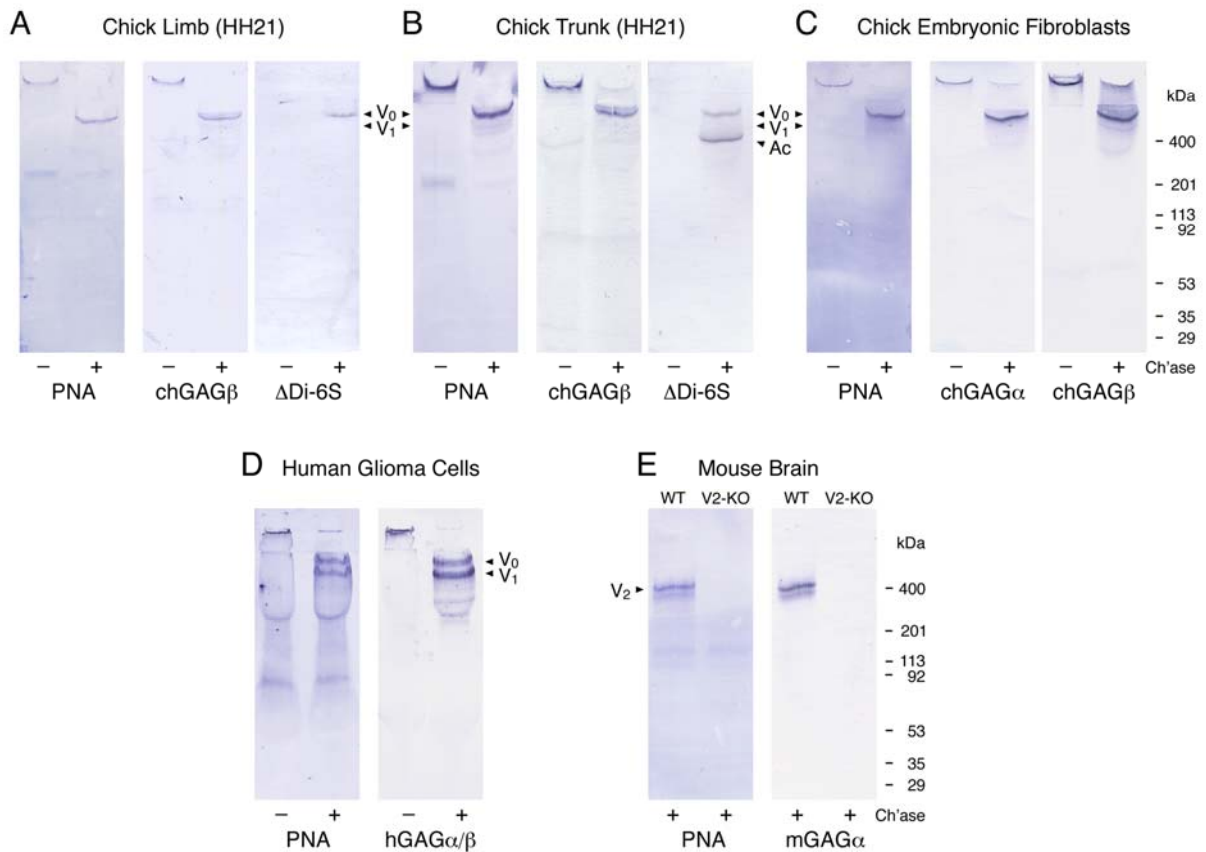 A Chick Limb (HH21)
B Chick Trunk (HH21)
C Chick Embryonic Fibroblasts
kDa
V0
V1
V0
V1
Ac
400
201
113
92
53
35
29
− + − + − +
− + − + − +
− + − + − + Ch'ase
PNA chGAGβ ΔDi-6S
PNA chGAGβ ΔDi-6S
PNA chGAGα chGAGβ
D Human Glioma Cells
E Mouse Brain
WT V2-KO WT V2-KO
kDa
V0
V1
V2
400
201
113
92
53
35
29
− + − +
+ + + + Ch'ase
PNA hGAGα/β
PNA mGAGα